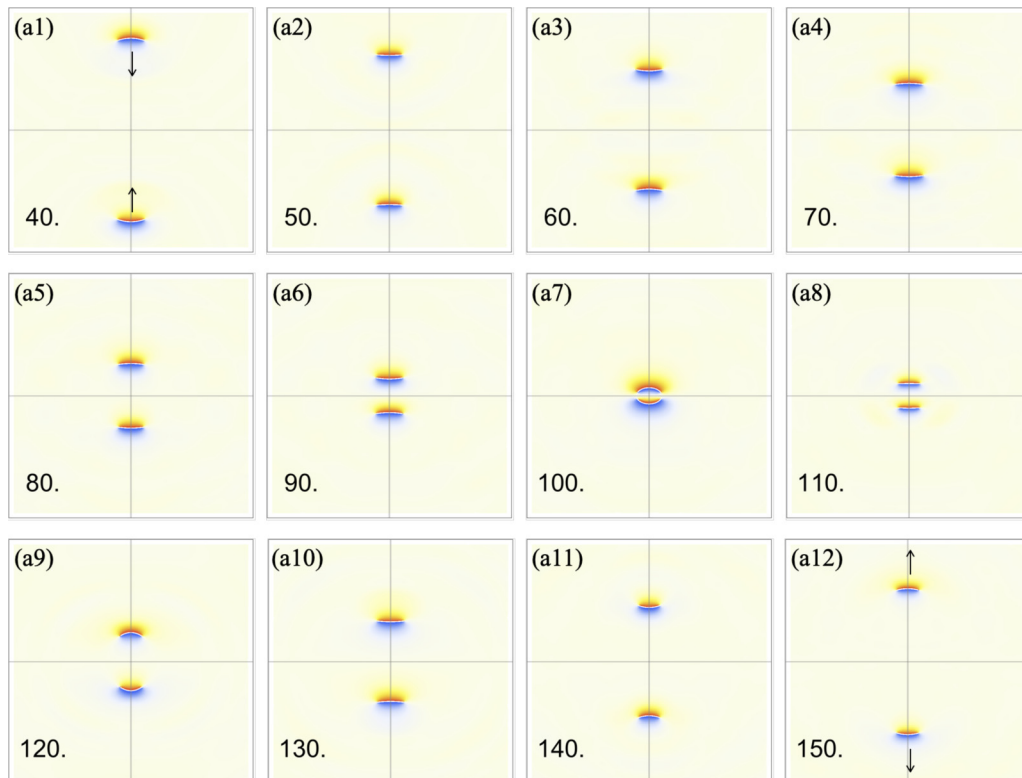 (a1) (a2) (a3) (a4)
40. 50. 60. 70.
(a5) (a6) (a7) (a8)
80. 90. 100. 110.
(a9) (a10) (a11) (a12)
120. 130. 140. 150.